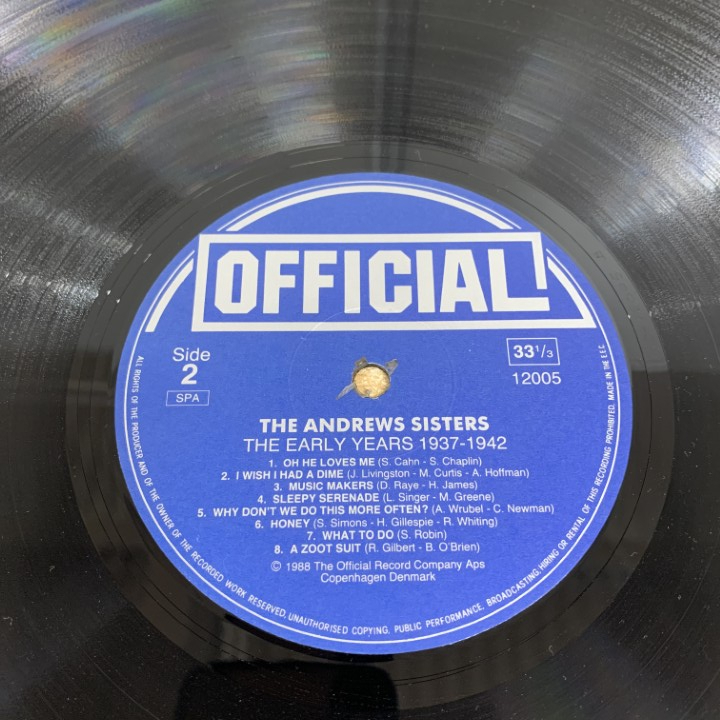 OFFICIAL
Side
2
SPA
33 1/3
12005
THE ANDREWS SISTERS
THE EARLY YEARS 1937-1942
1. OH HE LOVES ME (S. Cahn - S. Chaplin)
2. I WISH I HAD A DIME (J. Livingston - M. Curtis - A. Hoffman)
3. MUSIC MAKERS (D. Raye - H. James)
4. SLEEPY SERENADE (L. Singer - M. Greene)
5. WHY DON'T WE DO THIS MORE OFTEN? (A. Wrubel - C. Newman)
6. HONEY (S. Simons - H. Gillespie - R. Whiting)
7. WHAT TO DO (S. Robin)
8. A ZOOT SUIT (R. Gilbert - B. O'Brien)
© 1988 The Official Record Company Aps
Copenhagen Denmark
ALL RIGHTS OF THE PRODUCER AND OF THE OWNER OF THE RECORDED WORK RESERVED. UNAUTHORISED COPYING. PUBLIC PERFORMANCE. BROADCASTING, HIRING OR RENTAL OF THIS RECORDING PROHIBITED. MADE IN THE E.E.C.